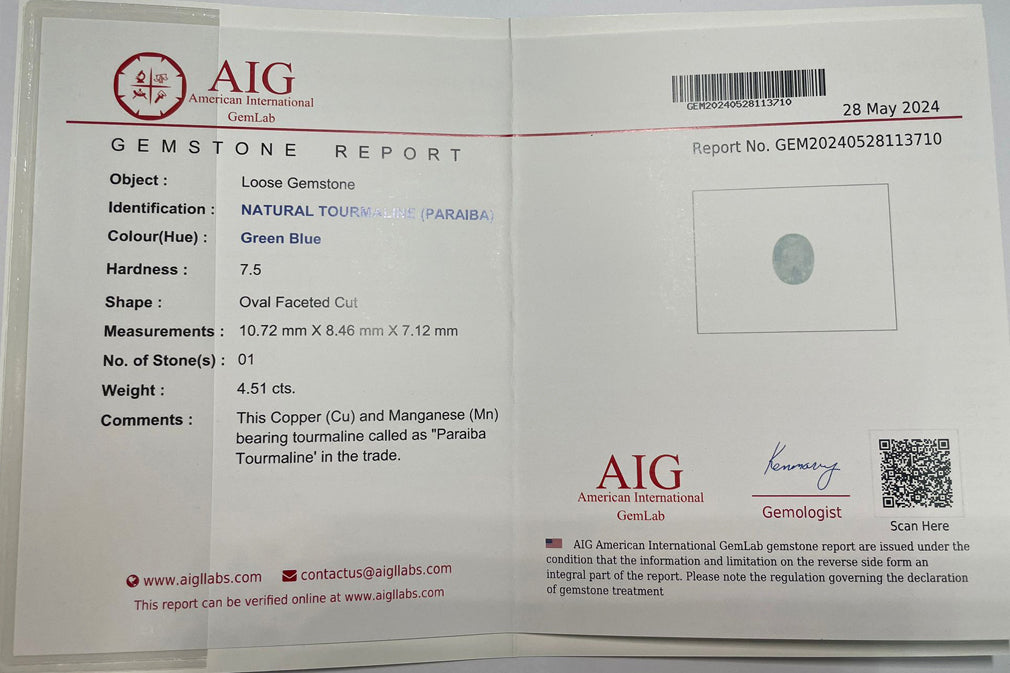 AIG
American International
GemLab
GEM20240528113710
28 May 2024
GEMSTONE REPORT
Report No. GEM20240528113710
Object : Loose Gemstone
Identification : NATURAL TOURMALINE (PARAIBA)
Colour(Hue) : Green Blue
Hardness : 7.5
Shape : Oval Faceted Cut
Measurements : 10.72 mm X 8.46 mm X 7.12 mm
No. of Stone(s) : 01
Weight : 4.51 cts.
Comments : This Copper (Cu) and Manganese (Mn)
bearing tourmaline called as "Paraiba
Tourmaline' in the trade.
www.aigllabs.com contactus@aigllabs.com
This report can be verified online at www.aigllabs.com
AIG
American International
GemLab
Gemologist
Scan Here
AIG American International GemLab gemstone report are issued under the
condition that the information and limitation on the reverse side form an
integral part of the report. Please note the regulation governing the declaration
of gemstone treatment